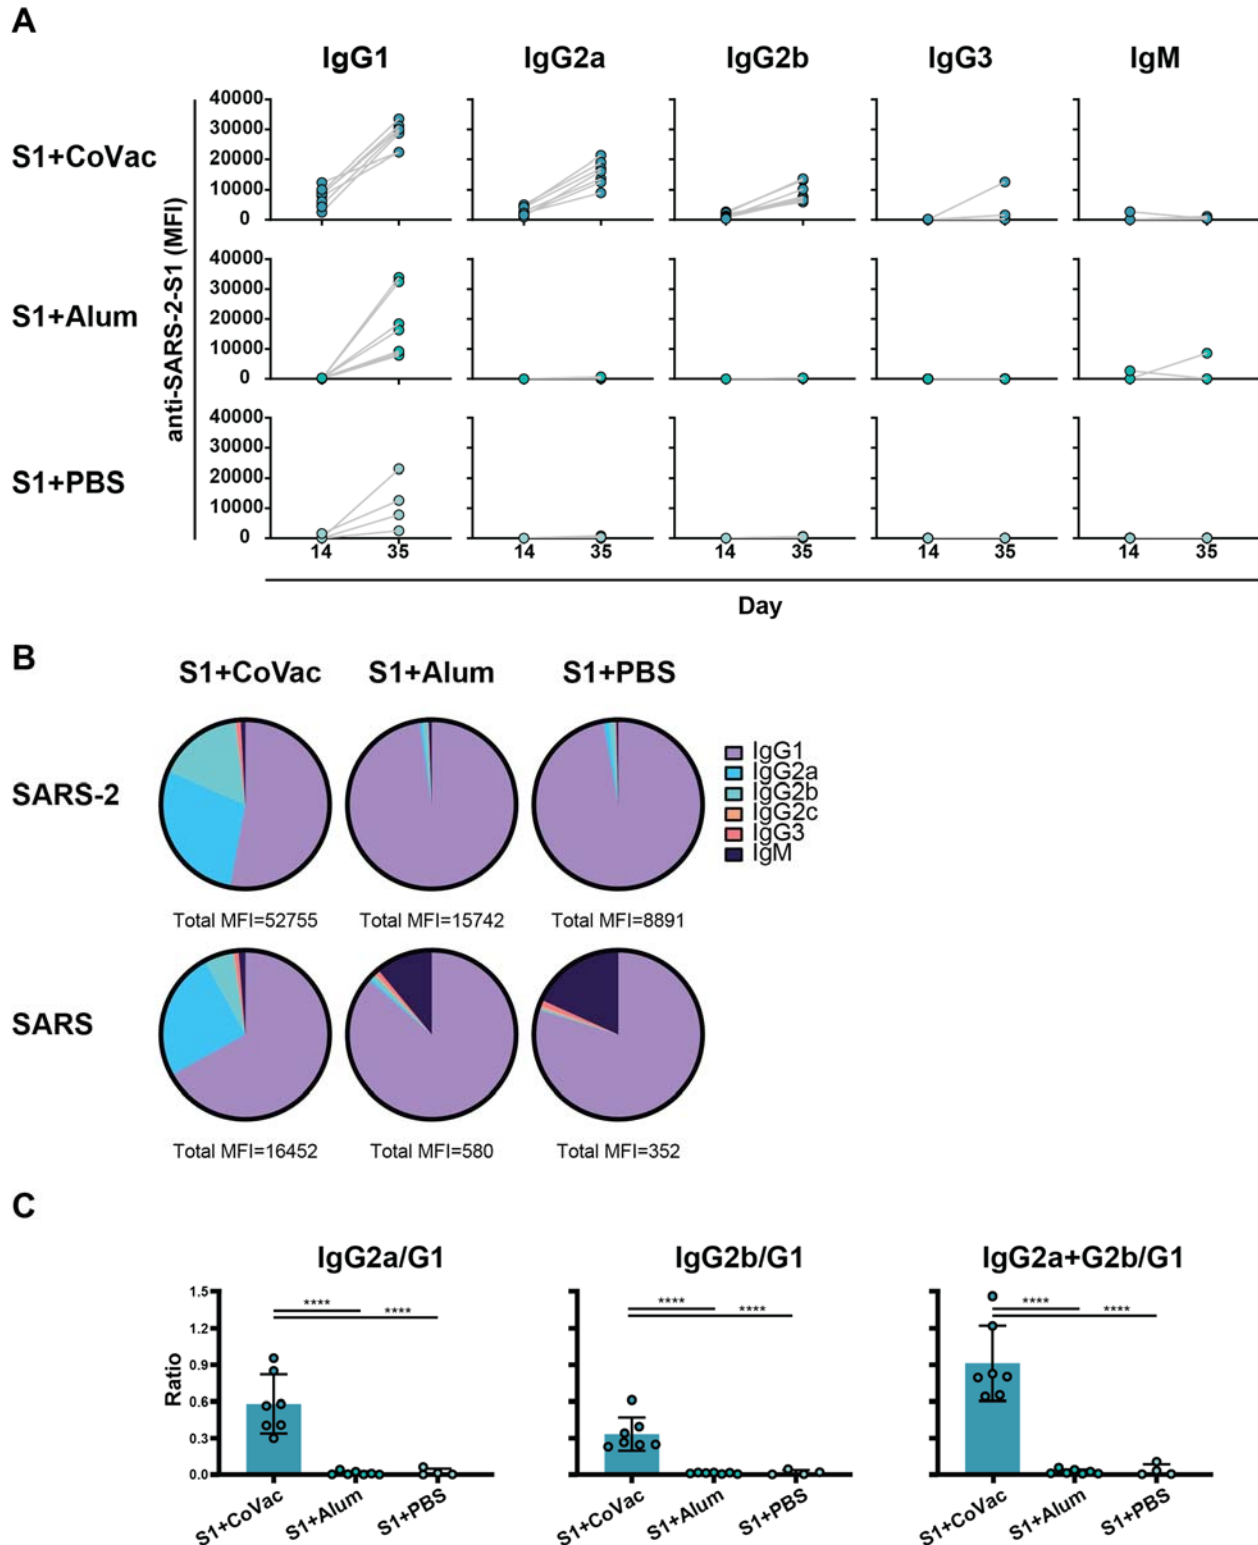 A
IgG1 IgG2a IgG2b IgG3 IgM
S1+CoVac
40000
30000
20000
10000
0
S1+Alum
anti-SARS-2-S1 (MFI)
40000
30000
20000
10000
0
S1+PBS
40000
30000
20000
10000
0
14 35 14 35 14 35 14 35 14 35
Day
B
S1+CoVac S1+Alum S1+PBS
SARS-2
IgG1
IgG2a
IgG2b
IgG2c
IgG3
IgM
Total MFI=52755 Total MFI=15742 Total MFI=8891
SARS
Total MFI=16452 Total MFI=580 Total MFI=352
C
IgG2a/G1 IgG2b/G1 IgG2a+G2b/G1
Ratio
1.5
1.2
0.9
0.6
0.3
0.0
**** **** **** **** **** ****
S1+CoVac S1+Alum S1+PBS S1+CoVac S1+Alum S1+PBS S1+CoVac S1+Alum S1+PBS